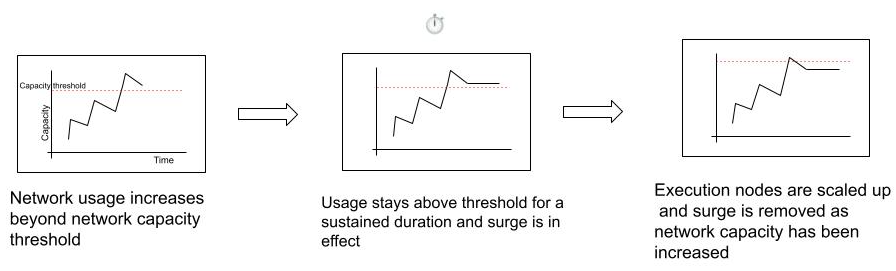 Capacity threshold
Capacity
Time
Network usage increases
beyond network capacity
threshold
Usage stays above threshold for a
sustained duration and surge is in
effect
Execution nodes are scaled up
and surge is removed as
network capacity has been
increased